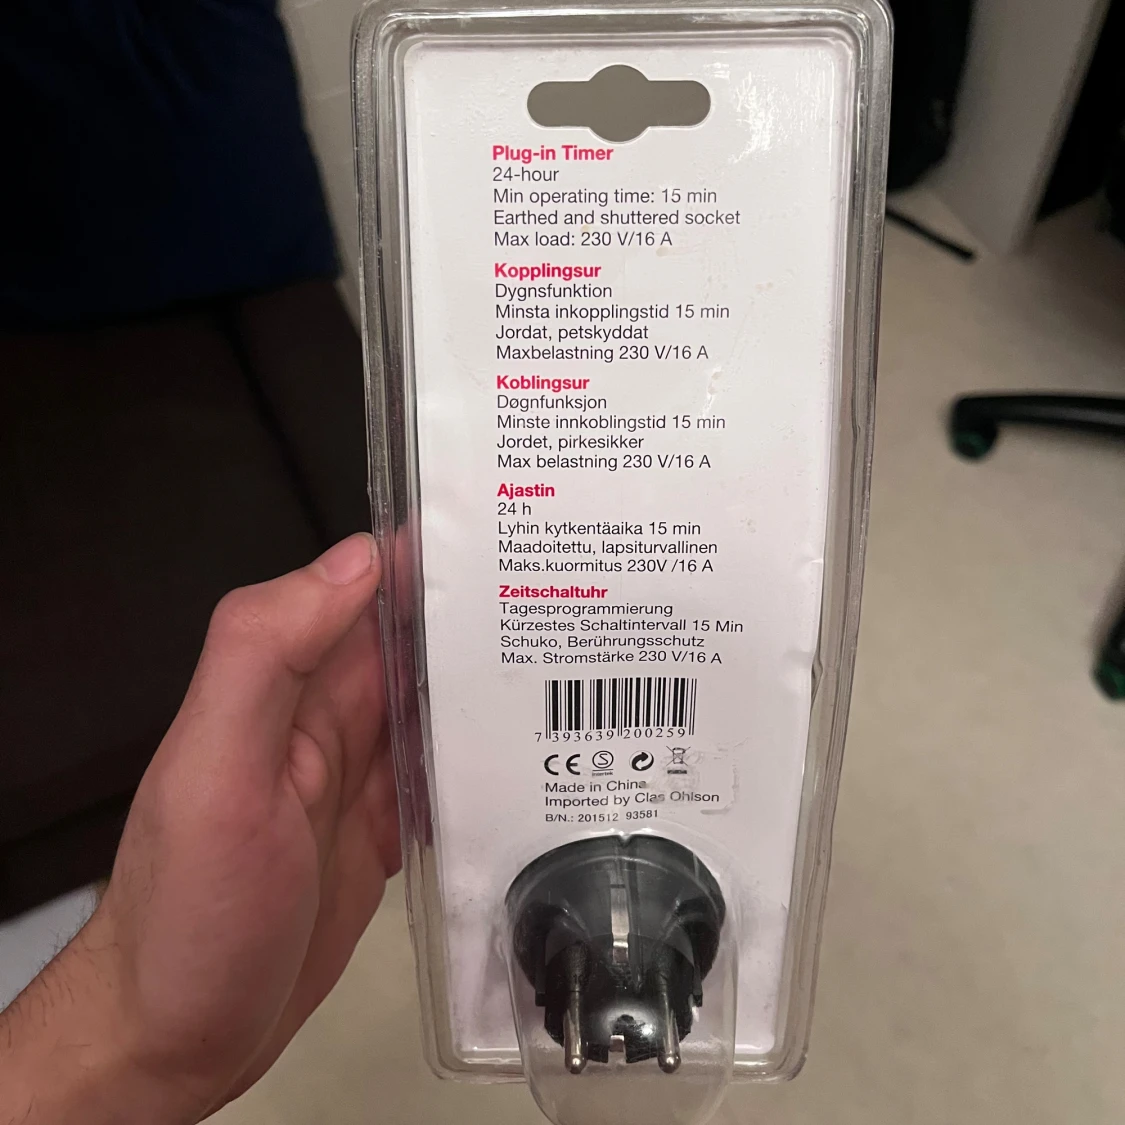 Plug-in Timer
24-hour
Min operating time: 15 min
Earthed and shuttered socket
Max load: 230 V/16 A
Kopplingsur
Dygnsfunktion
Minsta inkopplingstid 15 min
Jordat, petskyddat
Maxbelastning 230 V/16 A
Koblingsur
Døgnfunksjon
Minste innkoblingstid 15 min
Jordet, pirkesikker
Max belastning 230 V/16 A
Ajastin
24 h
Lyhin kytkentäaika 15 min
Maadoitettu, lapsiturvallinen
Maks.kuormitus 230V /16 A
Zeitschaltuhr
Tagesprogrammierung
Kürzestes Schaltintervall 15 Min
Schuko, Berührungsschutz
Max. Stromstärke 230 V/16 A
7 393639 200259
CE S
Intertek
Made in China
Imported by Clas Ohlson
B/N.: 201512 93581